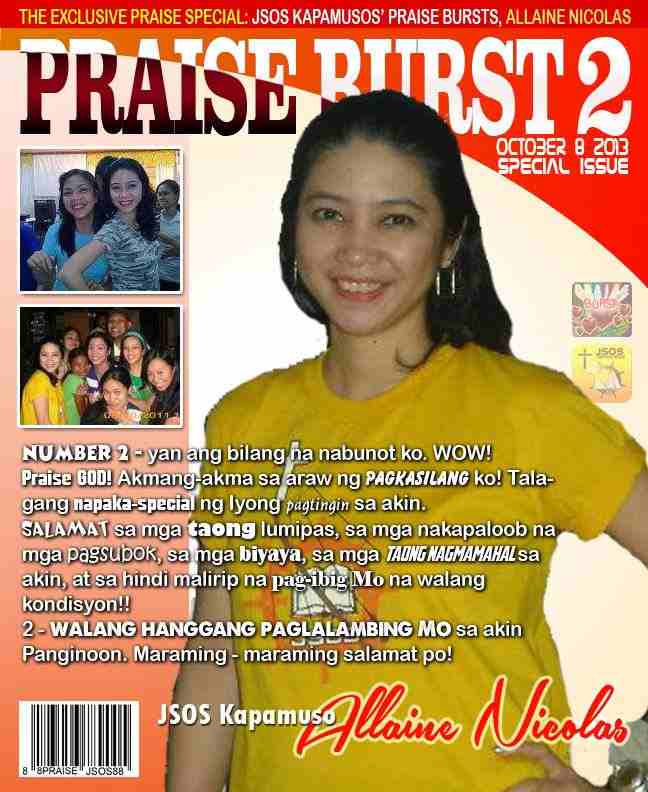 THE EXCLUSIVE PRAISE SPECIAL: JSOS KAPAMUSOS' PRAISE BURSTS, ALLAINE NICOLAS
PRAISE BURST 2
OCTOBER 8 2013
SPECIAL ISSUE
BURST
JSOS
NUMBER 2 - yan ang bilang na nabunot ko. WOW!
Praise GOD! Akmang-akma sa araw ng PAGKASILANG ko! Tala-
gang napaka-special ng Iyong pagtingin sa akin.
SALAMAT sa mga taong lumipas, sa mga nakapaloob na
mga pagsubok, sa mga biyaya, sa mga TAONG NAGMAMAHAL sa
akin, at sa hindi malirip na pag-ibig Mo na walang
kondisyon!!
2 - WALANG HANGGANG PAGLALAMBING MO sa akin
Panginoon. Maraming - maraming salamat po!
JSOS Kapamuso
Allaine Nicolas
8 8PRAISE JSOS88